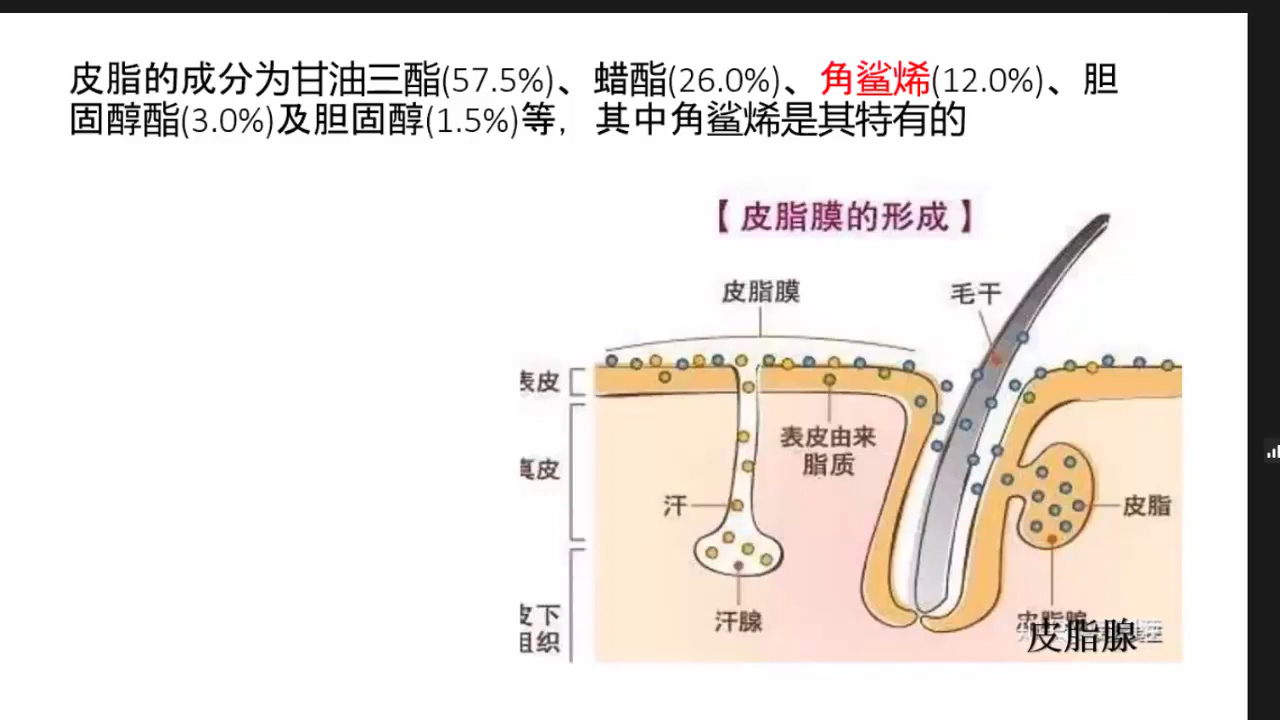 皮脂的成分为甘油三酯(57.5%)、蜡酯(26.0%)、角鲨烯(12.0%)、胆
固醇酯(3.0%)及胆固醇(1.5%)等，其中角鲨烯是其特有的
【 皮脂膜的形成 】
皮脂膜
毛干
表皮
表皮由来
脂质
真皮
汗
皮脂
汗腺
皮下
组织
皮脂腺